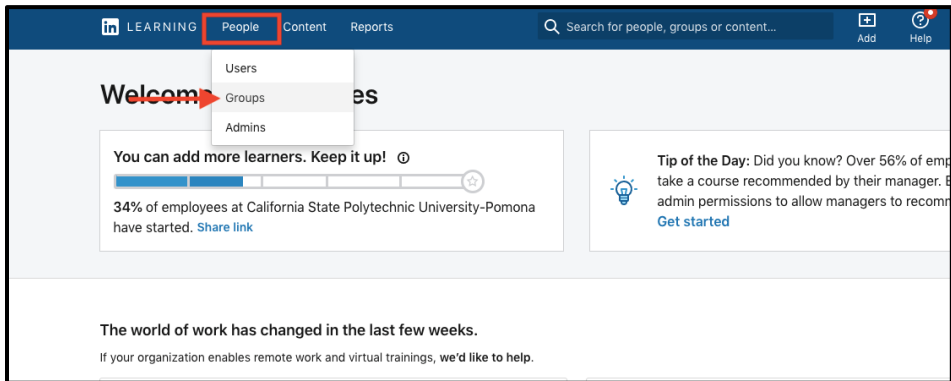 in LEARNING People Content Reports Search for people, groups or content... Add Help
Users
Groups
Admins
Welcom es
You can add more learners. Keep it up!
34% of employees at California State Polytechnic University-Pomona
have started. Share link
Tip of the Day: Did you know? Over 56% of emp
take a course recommended by their manager. E
admin permissions to allow managers to recomm
Get started
The world of work has changed in the last few weeks.
If your organization enables remote work and virtual trainings, we'd like to help.